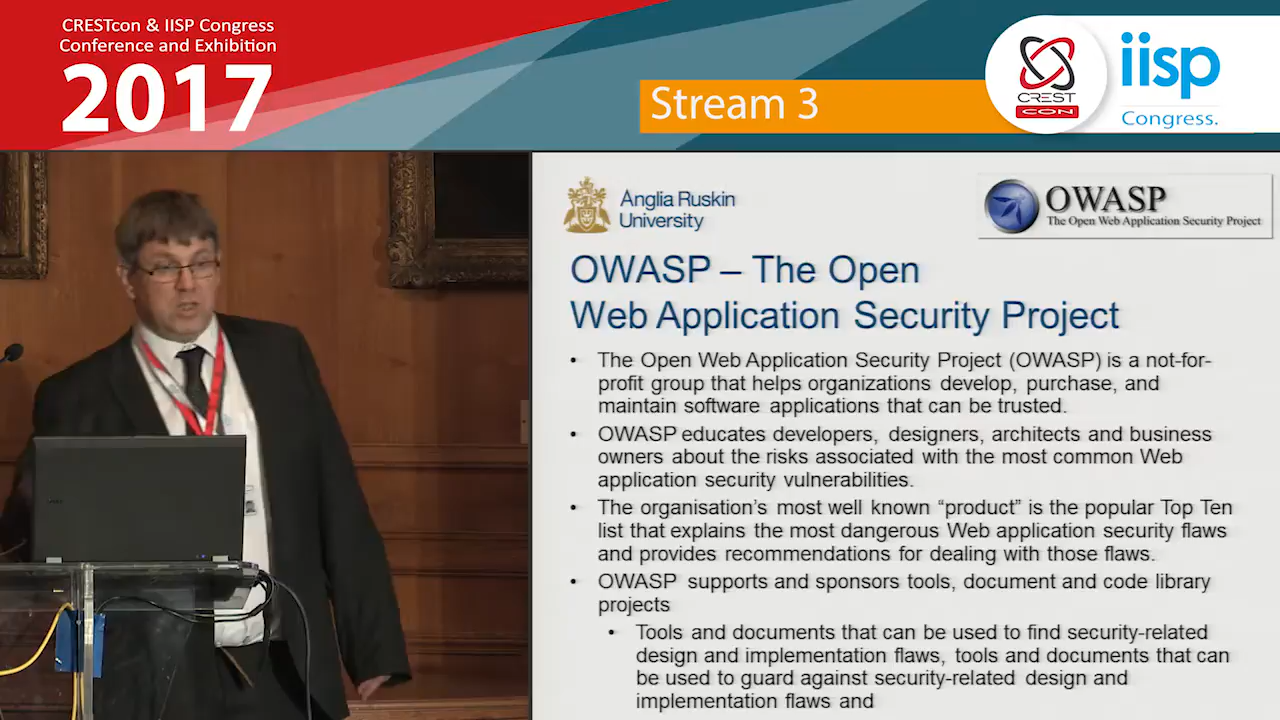 CRESTcon & IISP Congress
Conference and Exhibition
2017
Stream 3
CREST
CON
iisp
Congress.
Anglia Ruskin
University
OWASP
The Open Web Application Security Project
OWASP – The Open
Web Application Security Project
• The Open Web Application Security Project (OWASP) is a not-for-
profit group that helps organizations develop, purchase, and
maintain software applications that can be trusted.
• OWASP educates developers, designers, architects and business
owners about the risks associated with the most common Web
application security vulnerabilities.
• The organisation’s most well known “product” is the popular Top Ten
list that explains the most dangerous Web application security flaws
and provides recommendations for dealing with those flaws.
• OWASP supports and sponsors tools, document and code library
projects
• Tools and documents that can be used to find security-related
design and implementation flaws, tools and documents that can
be used to guard against security-related design and
implementation flaws and